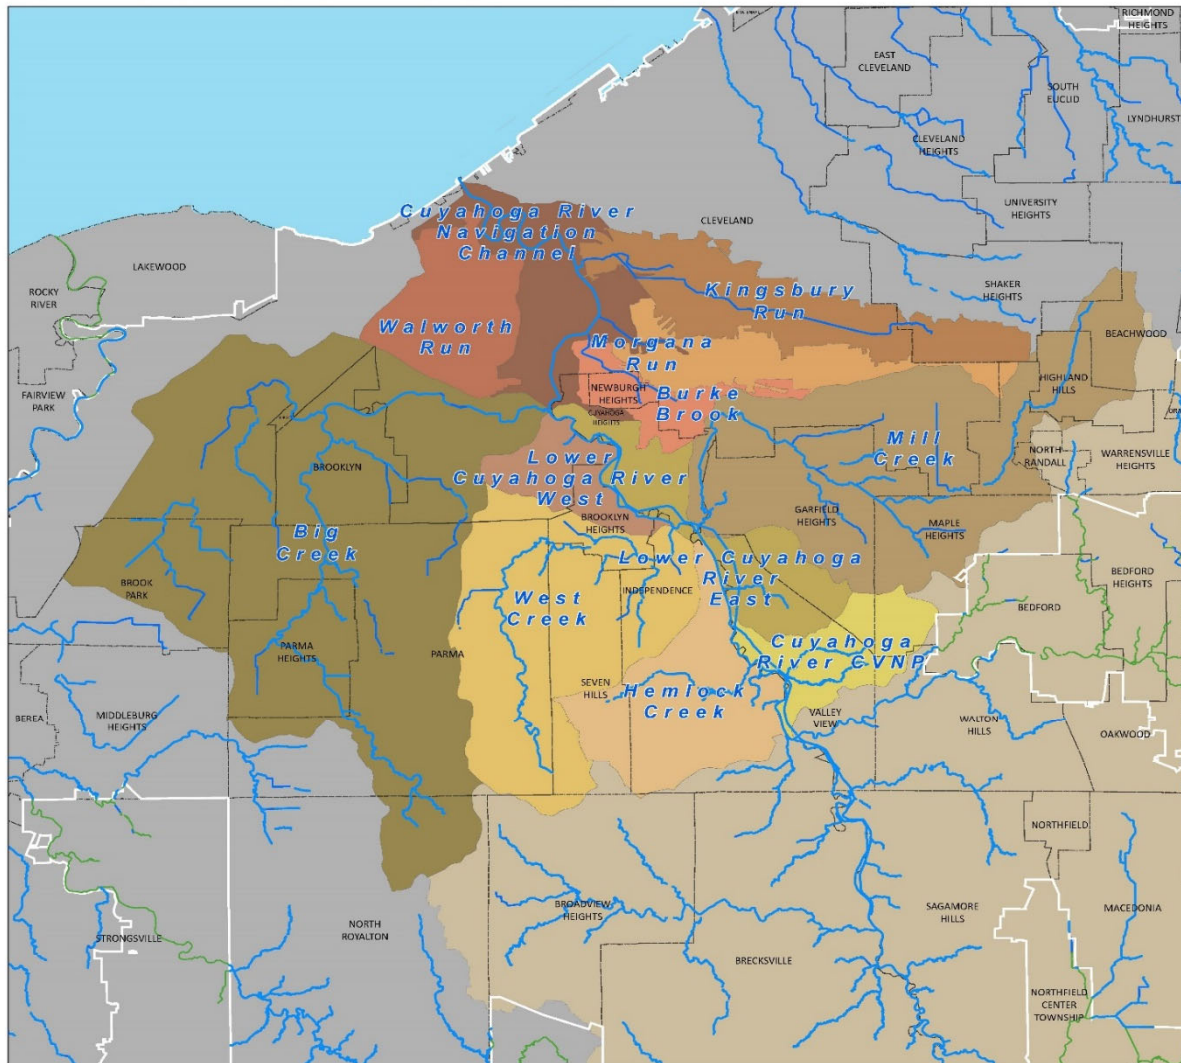 RICHMOND
HEIGHTS
EAST
CLEVELAND
SOUTH
EUCLID
LYNDHURST
CLEVELAND
HEIGHTS
UNIVERSITY
HEIGHTS
CLEVELAND
Cuyahoga River
Navigation
Channel
LAKEWOOD
ROCKY
RIVER
SHAKER
HEIGHTS
Kingsbury
Run
BEACHWOOD
Walworth
Run
Morgana
Run
HIGHLAND
HILLS
FAIRVIEW
PARK
NEWBURGH
HEIGHTS
Burke
Brook
CUYAHOGA
HEIGHTS
Mill
Creek
NORTH
RANDALL
WARRENSVILLE
HEIGHTS
BROOKLYN
Lower
Cuyahoga River
West
BROOKLYN
HEIGHTS
GARFIELD
HEIGHTS
MAPLE
HEIGHTS
Big
Creek
Lower Cuyahoga
River
East
BEDFORD
HEIGHTS
BROOK
PARK
West
Creek
INDEPENDENCE
BEDFORD
PARMA
HEIGHTS
PARMA
Cuyahoga
River CVNP
SEVEN
HILLS
Hemlock
Creek
BEREA
MIDDLEBURG
HEIGHTS
VALLEY
VIEW
WALTON
HILLS
OAKWOOD
NORTHFIELD
BROADVIEW
HEIGHTS
SAGAMORE
HILLS
MACEDONIA
STRONGSVILLE
NORTH
ROYALTON
BRECKSVILLE
NORTHFIELD
CENTER
TOWNSHIP